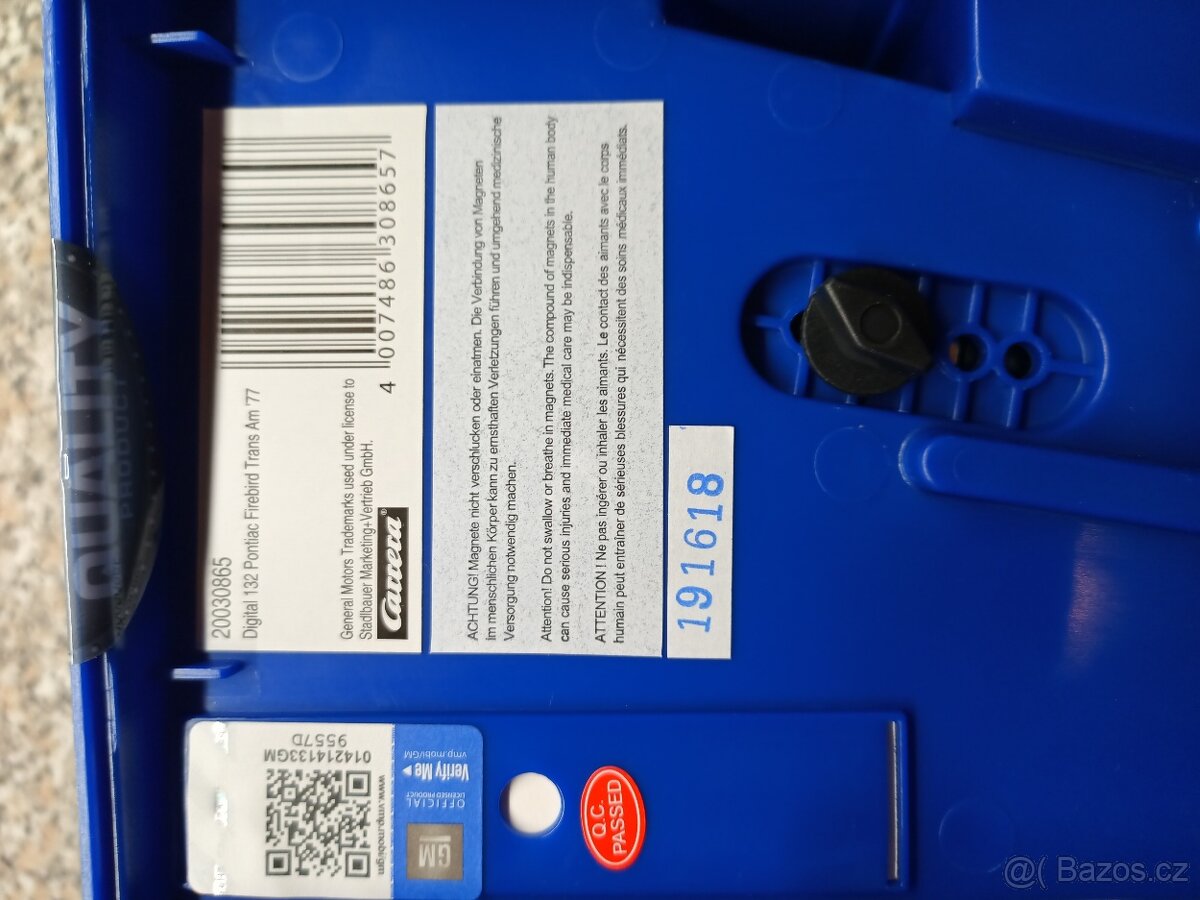 QUALITY
PRODUCT
20030865
Digital 132 Pontiac Firebird Trans Am '77
General Motors Trademarks used under license to
Stadlbauer Marketing+Vertrieb GmbH.
Carrera®
4 007486 308657
ACHTUNG! Magnete nicht verschlucken oder einatmen. Die Verbindung von Magneten
im menschlichen Körper kann zu ernsthaften Verletzungen führen und umgehend medizinische
Versorgung notwendig machen.
Attention! Do not swallow or breathe in magnets. The compound of magnets in the human body
can cause serious injuries and immediate medical care may be indispensable.
ATTENTION ! Ne pas ingérer ou inhaler les aimants. Le contact des aimants avec le corps
humain peut entraîner de sérieuses blessures qui nécessitent des soins médicaux immédiats.
191618
014214133GM
9557D
www.vmp.mobi/gm
OFFICIAL
LICENSED PRODUCT
Verify Me
vmp.mobi/GM
GM
Q.C.
PASSED
@( Bazos.cz